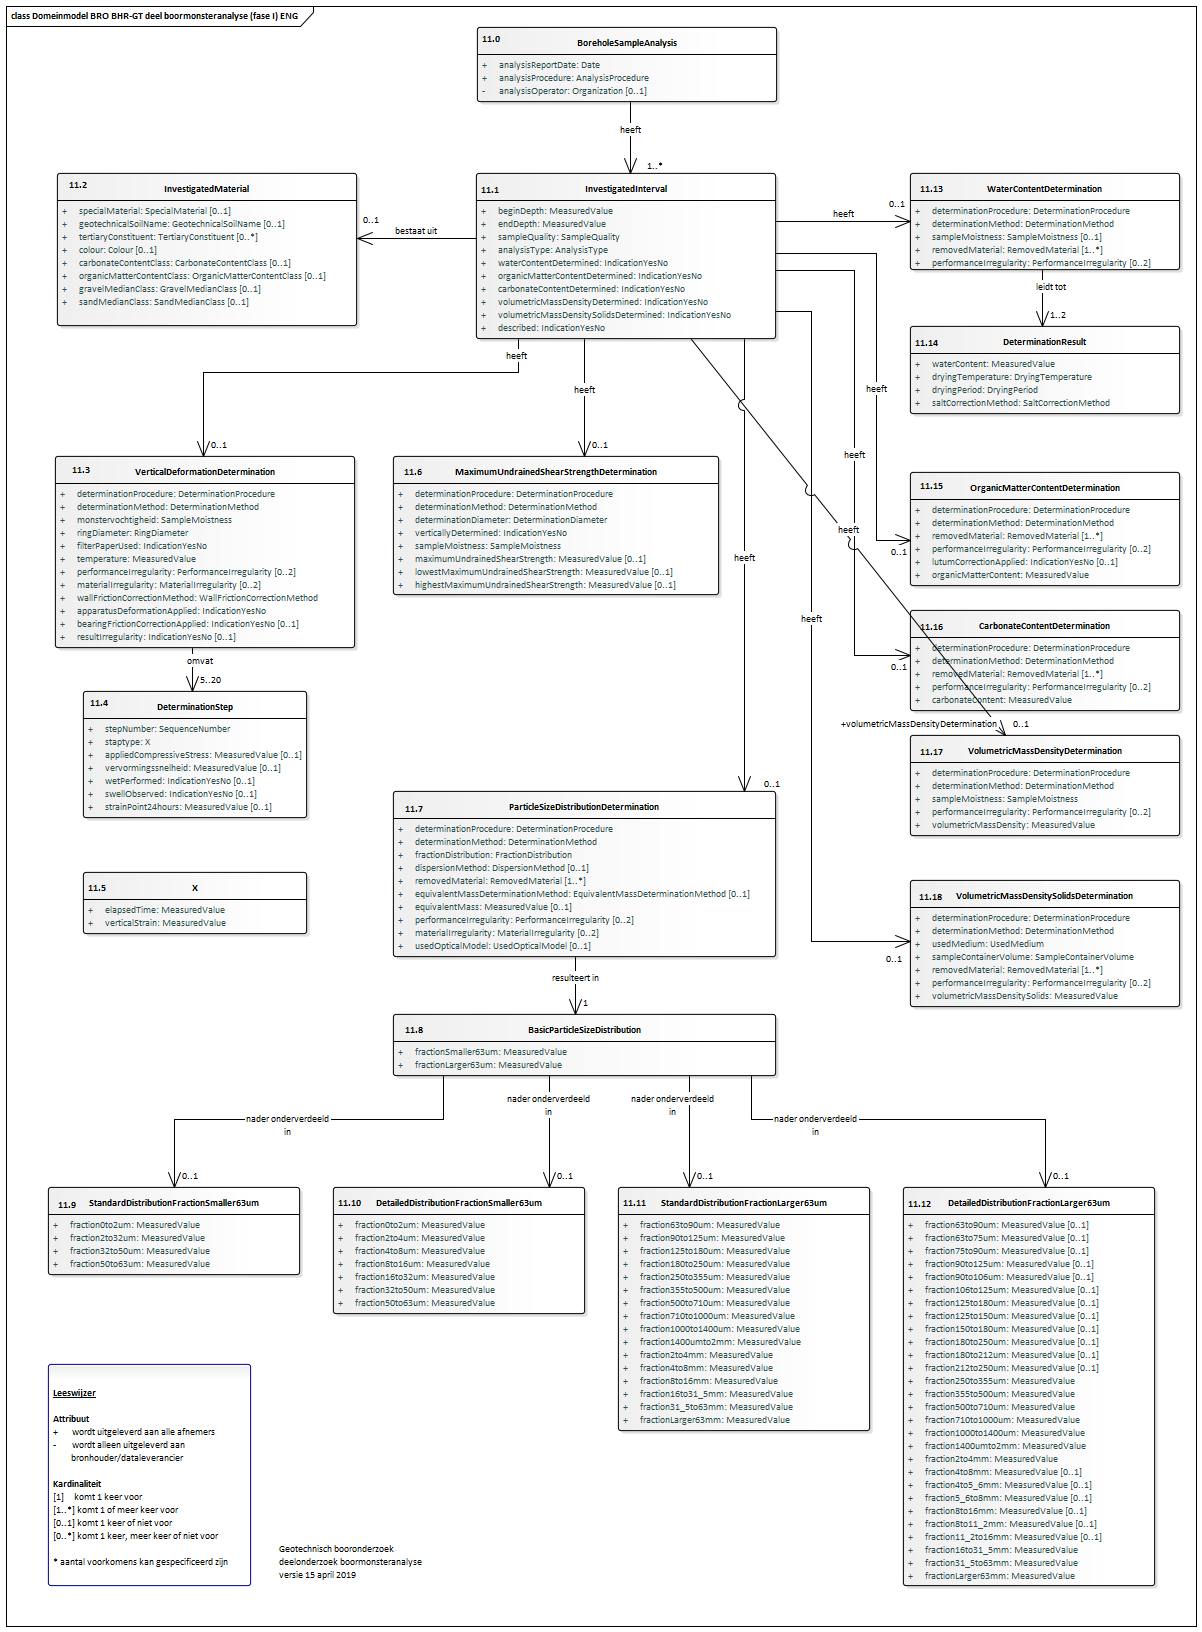 class Domeinmodel BRO BHR-GT deel boormonsteranalyse (fase I) ENG
11.0 BoreholeSampleAnalysis
+ analysisReportDate: Date
+ analysisProcedure: AnalysisProcedure
- analysisOperator: Organization [0..1]
heeft
1..*
11.2 InvestigatedMaterial
+ specialMaterial: SpecialMaterial [0..1]
+ geotechnicalSoilName: GeotechnicalSoilName [0..1]
+ tertiaryConstituent: TertiaryConstituent [0..*]
+ colour: Colour [0..1]
+ carbonateContentClass: CarbonateContentClass [0..1]
+ organicMatterContentClass: OrganicMatterContentClass [0..1]
+ gravelMedianClass: GravelMedianClass [0..1]
+ sandMedianClass: SandMedianClass [0..1]
0..1
bestaat uit
11.1 InvestigatedInterval
+ beginDepth: MeasuredValue
+ endDepth: MeasuredValue
+ sampleQuality: SampleQuality
+ analysisType: AnalysisType
+ waterContentDetermined: IndicationYesNo
+ organicMatterContentDetermined: IndicationYesNo
+ carbonateContentDetermined: IndicationYesNo
+ volumetricMassDensityDetermined: IndicationYesNo
+ volumetricMassDensitySolidsDetermined: IndicationYesNo
+ described: IndicationYesNo
heeft
0..1
11.13 WaterContentDetermination
+ determinationProcedure: DeterminationProcedure
+ determinationMethod: DeterminationMethod
+ sampleMoistness: SampleMoistness [0..1]
+ removedMaterial: RemovedMaterial [1..*]
+ performanceIrregularity: PerformanceIrregularity [0..2]
leidt tot
1..2
11.14 DeterminationResult
+ waterContent: MeasuredValue
+ dryingTemperature: DryingTemperature
+ dryingPeriod: DryingPeriod
+ saltCorrectionMethod: SaltCorrectionMethod
heeft
0..1
heeft
0..1
heeft
0..1
heeft
0..1
heeft
0..1
heeft
+volumetricMassDensityDetermination 0..1
heeft
0..1
11.3 VerticalDeformationDetermination
+ determinationProcedure: DeterminationProcedure
+ determinationMethod: DeterminationMethod
+ monstervochtigheid: SampleMoistness
+ ringDiameter: RingDiameter
+ filterPaperUsed: IndicationYesNo
+ temperature: MeasuredValue
+ performanceIrregularity: PerformanceIrregularity [0..2]
+ materialIrregularity: MaterialIrregularity [0..2]
+ wallFrictionCorrectionMethod: WallFrictionCorrectionMethod
+ apparatusDeformationApplied: IndicationYesNo
+ bearingFrictionCorrectionApplied: IndicationYesNo [0..1]
+ resultIrregularity: IndicationYesNo [0..1]
omvat
5..20
11.4 DeterminationStep
+ stepNumber: SequenceNumber
+ staptype: X
+ appliedCompressiveStress: MeasuredValue [0..1]
+ vervormingssnelheid: MeasuredValue [0..1]
+ wetPerformed: IndicationYesNo [0..1]
+ swellObserved: IndicationYesNo [0..1]
+ strainPoint24hours: MeasuredValue [0..1]
11.5 X
+ elapsedTime: MeasuredValue
+ verticalStrain: MeasuredValue
11.6 MaximumUndrainedShearStrengthDetermination
+ determinationProcedure: DeterminationProcedure
+ determinationMethod: DeterminationMethod
+ determinationDiameter: DeterminationDiameter
+ verticallyDetermined: IndicationYesNo
+ sampleMoistness: SampleMoistness
+ maximumUndrainedShearStrength: MeasuredValue [0..1]
+ lowestMaximumUndrainedShearStrength: MeasuredValue [0..1]
+ highestMaximumUndrainedShearStrength: MeasuredValue [0..1]
11.15 OrganicMatterContentDetermination
+ determinationProcedure: DeterminationProcedure
+ determinationMethod: DeterminationMethod
+ removedMaterial: RemovedMaterial [1..*]
+ performanceIrregularity: PerformanceIrregularity [0..2]
+ lutumCorrectionApplied: IndicationYesNo [0..1]
+ organicMatterContent: MeasuredValue
11.16 CarbonateContentDetermination
+ determinationProcedure: DeterminationProcedure
+ determinationMethod: DeterminationMethod
+ removedMaterial: RemovedMaterial [1..*]
+ performanceIrregularity: PerformanceIrregularity [0..2]
+ carbonateContent: MeasuredValue
11.17 VolumetricMassDensityDetermination
+ determinationProcedure: DeterminationProcedure
+ determinationMethod: DeterminationMethod
+ sampleMoistness: SampleMoistness
+ performanceIrregularity: PerformanceIrregularity [0..2]
+ volumetricMassDensity: MeasuredValue
11.18 VolumetricMassDensitySolidsDetermination
+ determinationProcedure: DeterminationProcedure
+ determinationMethod: DeterminationMethod
+ usedMedium: UsedMedium
+ sampleContainerVolume: SampleContainerVolume
+ removedMaterial: RemovedMaterial [1..*]
+ performanceIrregularity: PerformanceIrregularity [0..2]
+ volumetricMassDensitySolids: MeasuredValue
11.7 ParticleSizeDistributionDetermination
+ determinationProcedure: DeterminationProcedure
+ determinationMethod: DeterminationMethod
+ fractionDistribution: FractionDistribution
+ dispersionMethod: DispersionMethod [0..1]
+ removedMaterial: RemovedMaterial [1..*]
+ equivalentMassDeterminationMethod: EquivalentMassDeterminationMethod [0..1]
+ equivalentMass: MeasuredValue [0..1]
+ performanceIrregularity: PerformanceIrregularity [0..2]
+ materialIrregularity: MaterialIrregularity [0..2]
+ usedOpticalModel: UsedOpticalModel [0..1]
resulteert in
1
11.8 BasicParticleSizeDistribution
+ fractionSmaller63um: MeasuredValue
+ fractionLarger63um: MeasuredValue
nader onderverdeeld
in
0..1
nader onderverdeeld
in
0..1
nader onderverdeeld
in
0..1
nader onderverdeeld
in
0..1
11.9 StandardDistributionFractionSmaller63um
+ fraction0to2um: MeasuredValue
+ fraction2to32um: MeasuredValue
+ fraction32to50um: MeasuredValue
+ fraction50to63um: MeasuredValue
11.10 DetailedDistributionFractionSmaller63um
+ fraction0to2um: MeasuredValue
+ fraction2to4um: MeasuredValue
+ fraction4to8um: MeasuredValue
+ fraction8to16um: MeasuredValue
+ fraction16to32um: MeasuredValue
+ fraction32to50um: MeasuredValue
+ fraction50to63um: MeasuredValue
11.11 StandardDistributionFractionLarger63um
+ fraction63to90um: MeasuredValue
+ fraction90to125um: MeasuredValue
+ fraction125to180um: MeasuredValue
+ fraction180to250um: MeasuredValue
+ fraction250to355um: MeasuredValue
+ fraction355to500um: MeasuredValue
+ fraction500to710um: MeasuredValue
+ fraction710to1000um: MeasuredValue
+ fraction1000to1400um: MeasuredValue
+ fraction1400umto2mm: MeasuredValue
+ fraction2to4mm: MeasuredValue
+ fraction4to8mm: MeasuredValue
+ fraction8to16mm: MeasuredValue
+ fraction16to31_5mm: MeasuredValue
+ fraction31_5to63mm: MeasuredValue
+ fractionLarger63mm: MeasuredValue
11.12 DetailedDistributionFractionLarger63um
+ fraction63to90um: MeasuredValue [0..1]
+ fraction63to75um: MeasuredValue [0..1]
+ fraction75to90um: MeasuredValue [0..1]
+ fraction90to125um: MeasuredValue [0..1]
+ fraction90to106um: MeasuredValue [0..1]
+ fraction106to125um: MeasuredValue [0..1]
+ fraction125to180um: MeasuredValue [0..1]
+ fraction125to150um: MeasuredValue [0..1]
+ fraction150to180um: MeasuredValue [0..1]
+ fraction180to250um: MeasuredValue [0..1]
+ fraction180to212um: MeasuredValue [0..1]
+ fraction212to250um: MeasuredValue [0..1]
+ fraction250to355um: MeasuredValue
+ fraction355to500um: MeasuredValue
+ fraction500to710um: MeasuredValue
+ fraction710to1000um: MeasuredValue
+ fraction1000to1400um: MeasuredValue
+ fraction1400umto2mm: MeasuredValue
+ fraction2to4mm: MeasuredValue
+ fraction4to8mm: MeasuredValue [0..1]
+ fraction4to5_6mm: MeasuredValue [0..1]
+ fraction5_6to8mm: MeasuredValue [0..1]
+ fraction8to16mm: MeasuredValue [0..1]
+ fraction8to11_2mm: MeasuredValue [0..1]
+ fraction11_2to16mm: MeasuredValue [0..1]
+ fraction16to31_5mm: MeasuredValue
+ fraction31_5to63mm: MeasuredValue
+ fractionLarger63mm: MeasuredValue
Leeswijzer
Attribuut
+ wordt uitgeleverd aan alle afnemers
- wordt alleen uitgeleverd aan
bronhouder/dataleverancier
Kardinaliteit
[1] komt 1 keer voor
[1..*] komt 1 of meer keer voor
[0..1] komt 1 keer of niet voor
[0..*] komt 1 keer, meer keer of niet voor
* aantal voorkomens kan gespecificeerd zijn
Geotechnisch booronderzoek
deelonderzoek boormonsteranalyse
versie 15 april 2019